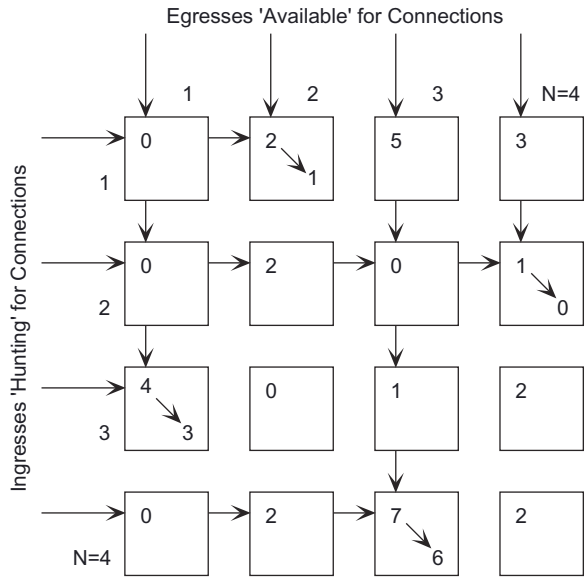 Egresses 'Available' for Connections
1 2 3 N=4
Ingresses 'Hunting' for Connections
0 2 5 3
1 1
0 2 0 1
2 0
4 0 1 2
3 3
0 2 7 2
N=4 6